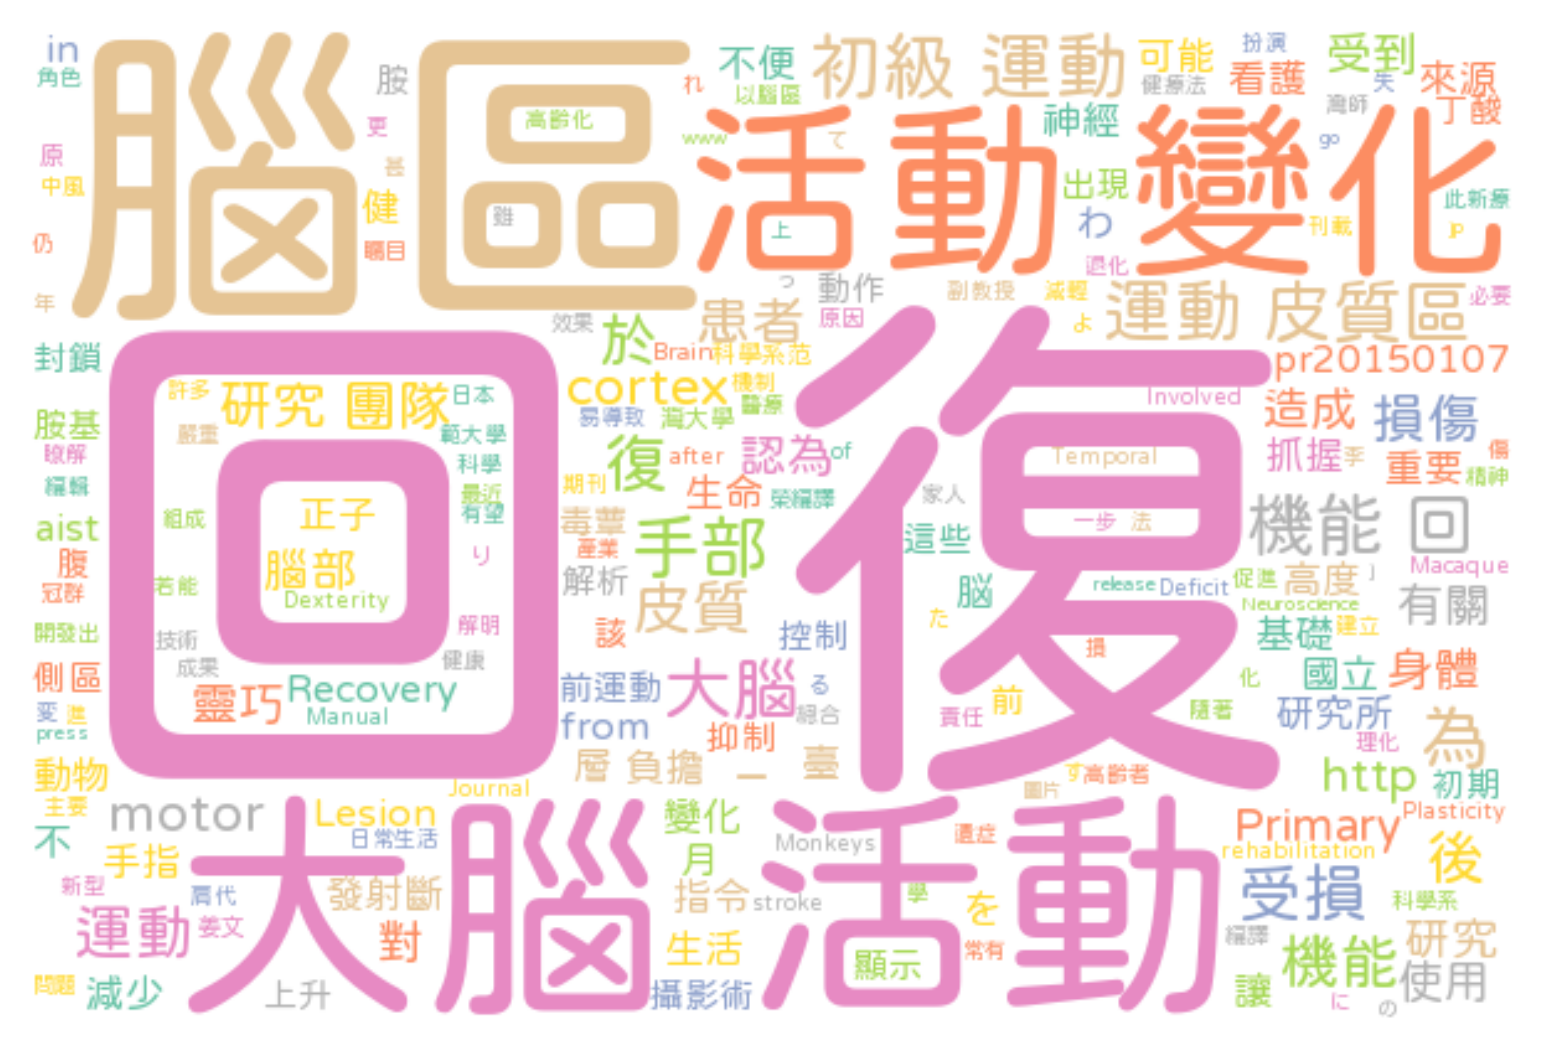 in
角色
腦區
胺
高齡化
れ
不便
以腦區
初級 運動
可能
健療法
扮演
看護
受到
灣師
失
來源
丁酸
更
原
中風
甚
健
矚目
雖
www
て
活動 變化
上
神經
出現
わ
go
此新療
刊載
jp
退化
仍
年
っ
動作
副教授
減輕
よ
運動 皮質區
必要
效果
於
患者
原因
封鎖
回復
許多
研究 團隊
日本
嚴重
範大學
科學
最近
有望
組成
正子
腦部
Dexterity
り
若能
技術
成果
解明
健康
靈巧
Recovery
Manual
Brain
科學系范
cortex
機制
易導致
灣大學
醫療
復
after
認為
of
期刊
生命
榮編譯
毒蕈
產業
手部
解析
皮質
該
控制
pr20150107
Involved
造成
損傷
Temporal
抓握
李
重要
傷
精神
家人
一步
法
這些
機能 回
Macaque
脳
release
Deficit
促進
高度
有關
Neuroscience
た
基礎
建立
損
國立
身體
化
胺基
瞭解
編輯
aist
腹
冠群
開發出
側區
変
進
press
動物
主要
前運動
大腦
る
from
抑制
綜合
層
負擔
一
臺
責任
前
隨著
研究所
理化
為
す
高齡者
圖片
http
初期
Journal
motor
Lesion
日常生活
變化
月
Monkeys
遺症
Primary
Plasticity
rehabilitation
不
手指
大腦活動
後
新型
肩代
發射斷
指令
stroke
學
を
受損
科學系
運動
姜文
對
生活
顯示
常有
編譯
機能
研究
問題
減少
上升
攝影術
讓
に
の
使用